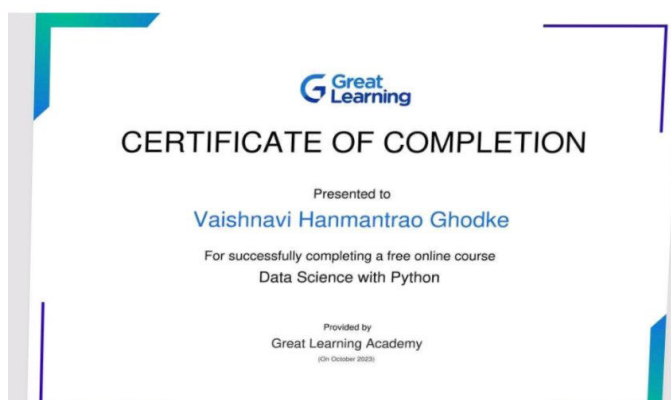 Great
Learning
CERTIFICATE OF COMPLETION
Presented to
Vaishnavi Hanmantrao Ghodke
For successfully completing a free online course
Data Science with Python
Provided by
Great Learning Academy
(On October 2023)